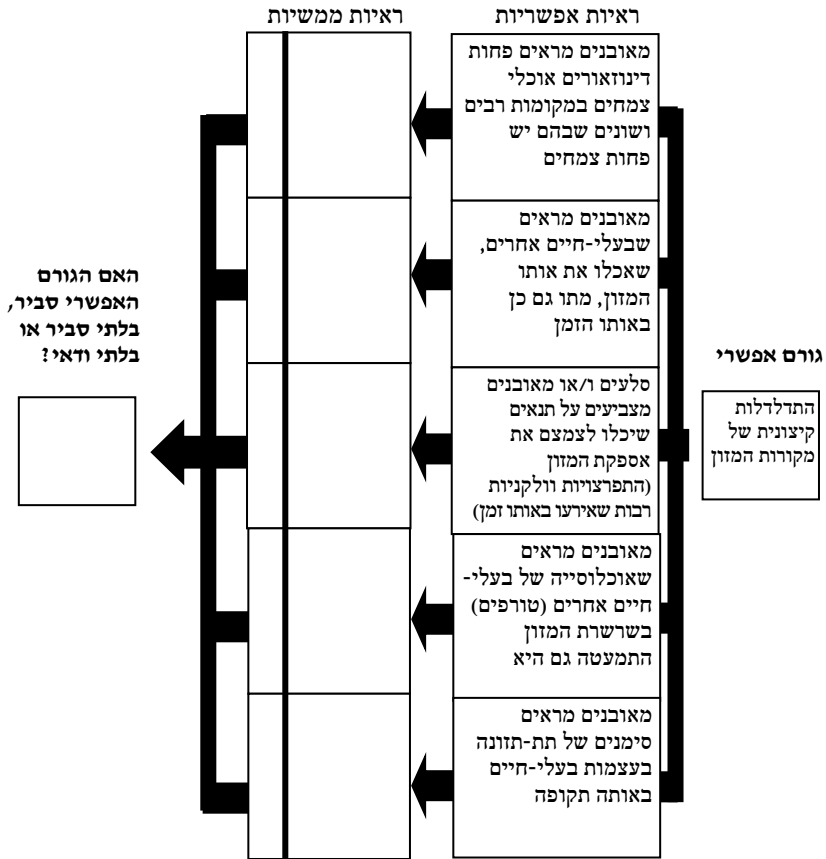 ראיות אפשריות
ראיות ממשיות
גורם אפשרי
התדלדלות
קיצונית של
מקורות המזון
מאובנים מראים פחות
דינוזאורים אוכלי
צמחים במקומות רבים
ושונים שבהם יש
פחות צמחים
מאובנים מראים
שבעלי-חיים אחרים,
שאכלו את אותו
המזון, מתו גם כן
באותו הזמן
סלעים ו/או מאובנים
מצביעים על תנאים
שיכלו לצמצם את
אספקת המזון
(התפרצויות וולקניות
רבות שאירעו באותו זמן)
מאובנים מראים
שאוכלוסייה של בעלי-
חיים אחרים (טורפים)
בשרשרת המזון
התמעטה גם היא
מאובנים מראים
סימנים של תת-תזונה
בעצמות בעלי-חיים
באותה תקופה
האם הגורם
האפשרי סביר,
בלתי סביר או
בלתי ודאי?